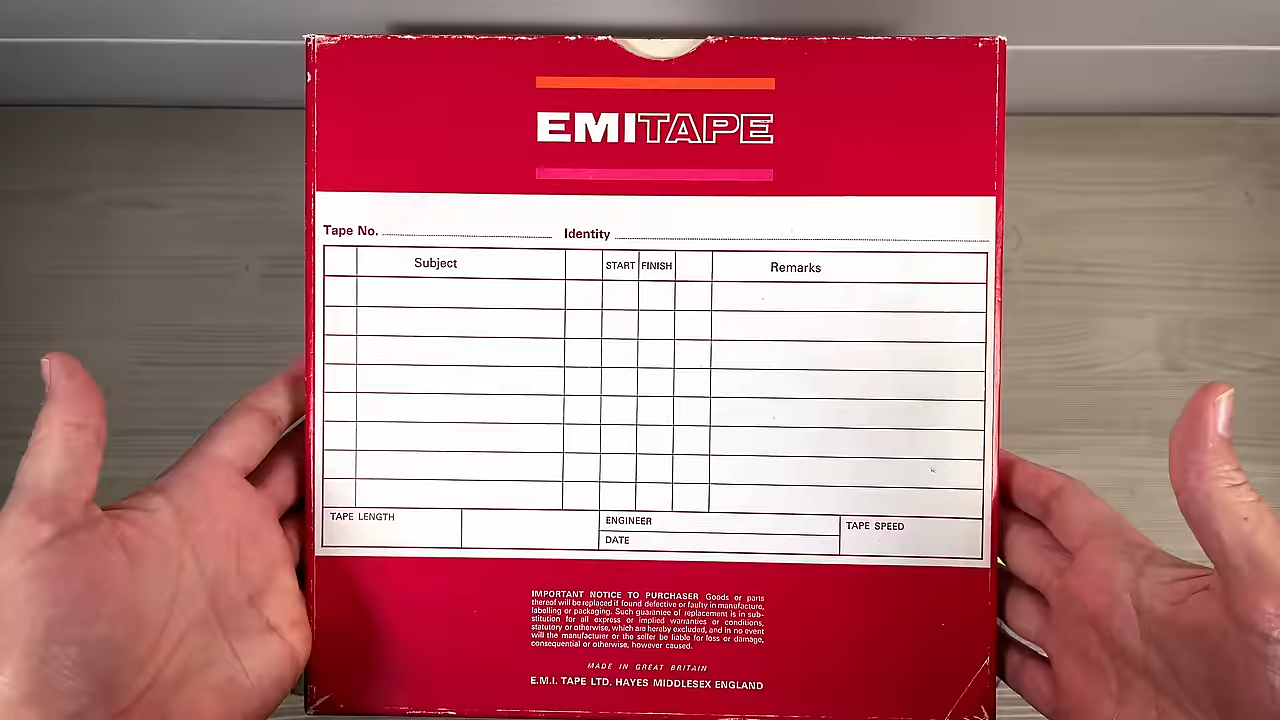 EMITAPE
Tape No. Identity
Subject START FINISH Remarks
TAPE LENGTH ENGINEER TAPE SPEED
DATE
IMPORTANT NOTICE TO PURCHASER Goods or parts
thereof will be replaced if found defective or faulty in manufacture,
labelling or packaging. Such guarantee of replacement is in sub-
stitution for all express or implied warranties or conditions,
statutory or otherwise, which are hereby excluded, and in no event
will the manufacturer or the seller be liable for loss or damage,
consequential or otherwise, however caused.
MADE IN GREAT BRITAIN
E.M.I. TAPE LTD. HAYES MIDDLESEX ENGLAND